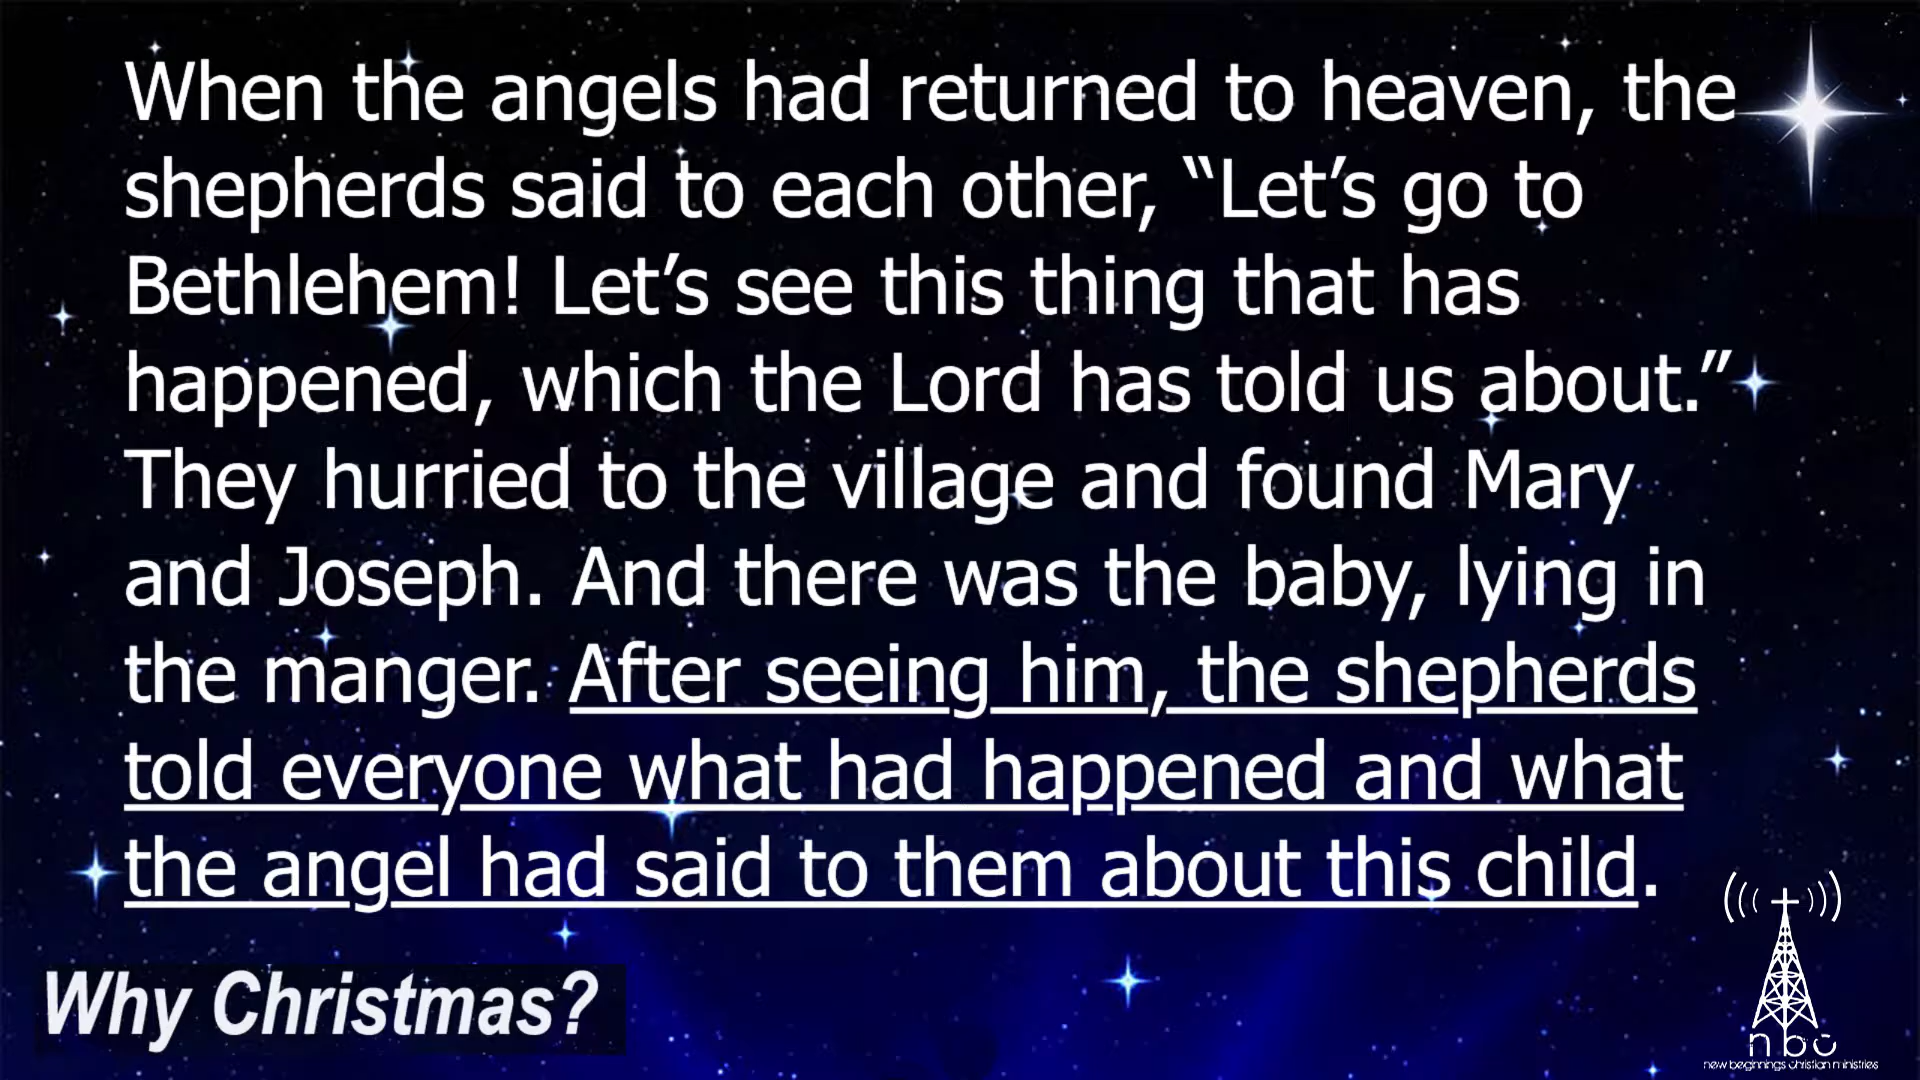 When the angels had returned to heaven, the
shepherds said to each other, “Let’s go to
Bethlehem! Let’s see this thing that has
happened, which the Lord has told us about.”
They hurried to the village and found Mary
and Joseph. And there was the baby, lying in
the manger. After seeing him, the shepherds
told everyone what had happened and what
the angel had said to them about this child.
Why Christmas?
nbc
new beginnings christian ministries